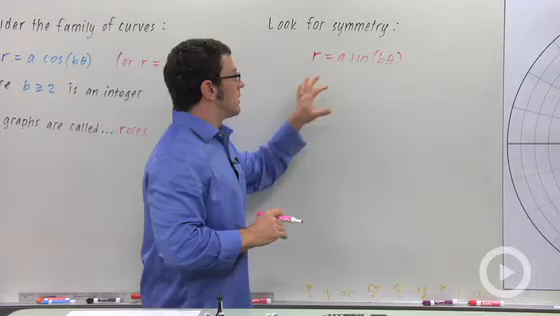 ider the family of curves :
r = a cos(bθ) (or r =
re b ≥ 2 is an integer
graphs are called... roses
Look for symmetry :
r = a sin(bθ)